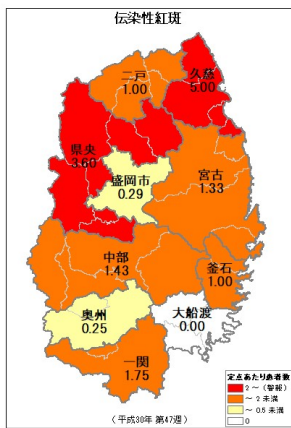 伝染性紅斑
二戸
1.00
久慈
5.00
県央
3.60
盛岡市
0.29
宮古
1.33
中部
1.43
釜石
1.00
奥州
0.25
大船渡
0.00
一関
1.75
定点あたり患者数
2 ～ (警報)
～ 2 未満
～ 0.5 未満
0
( 平成30年 第47週 )